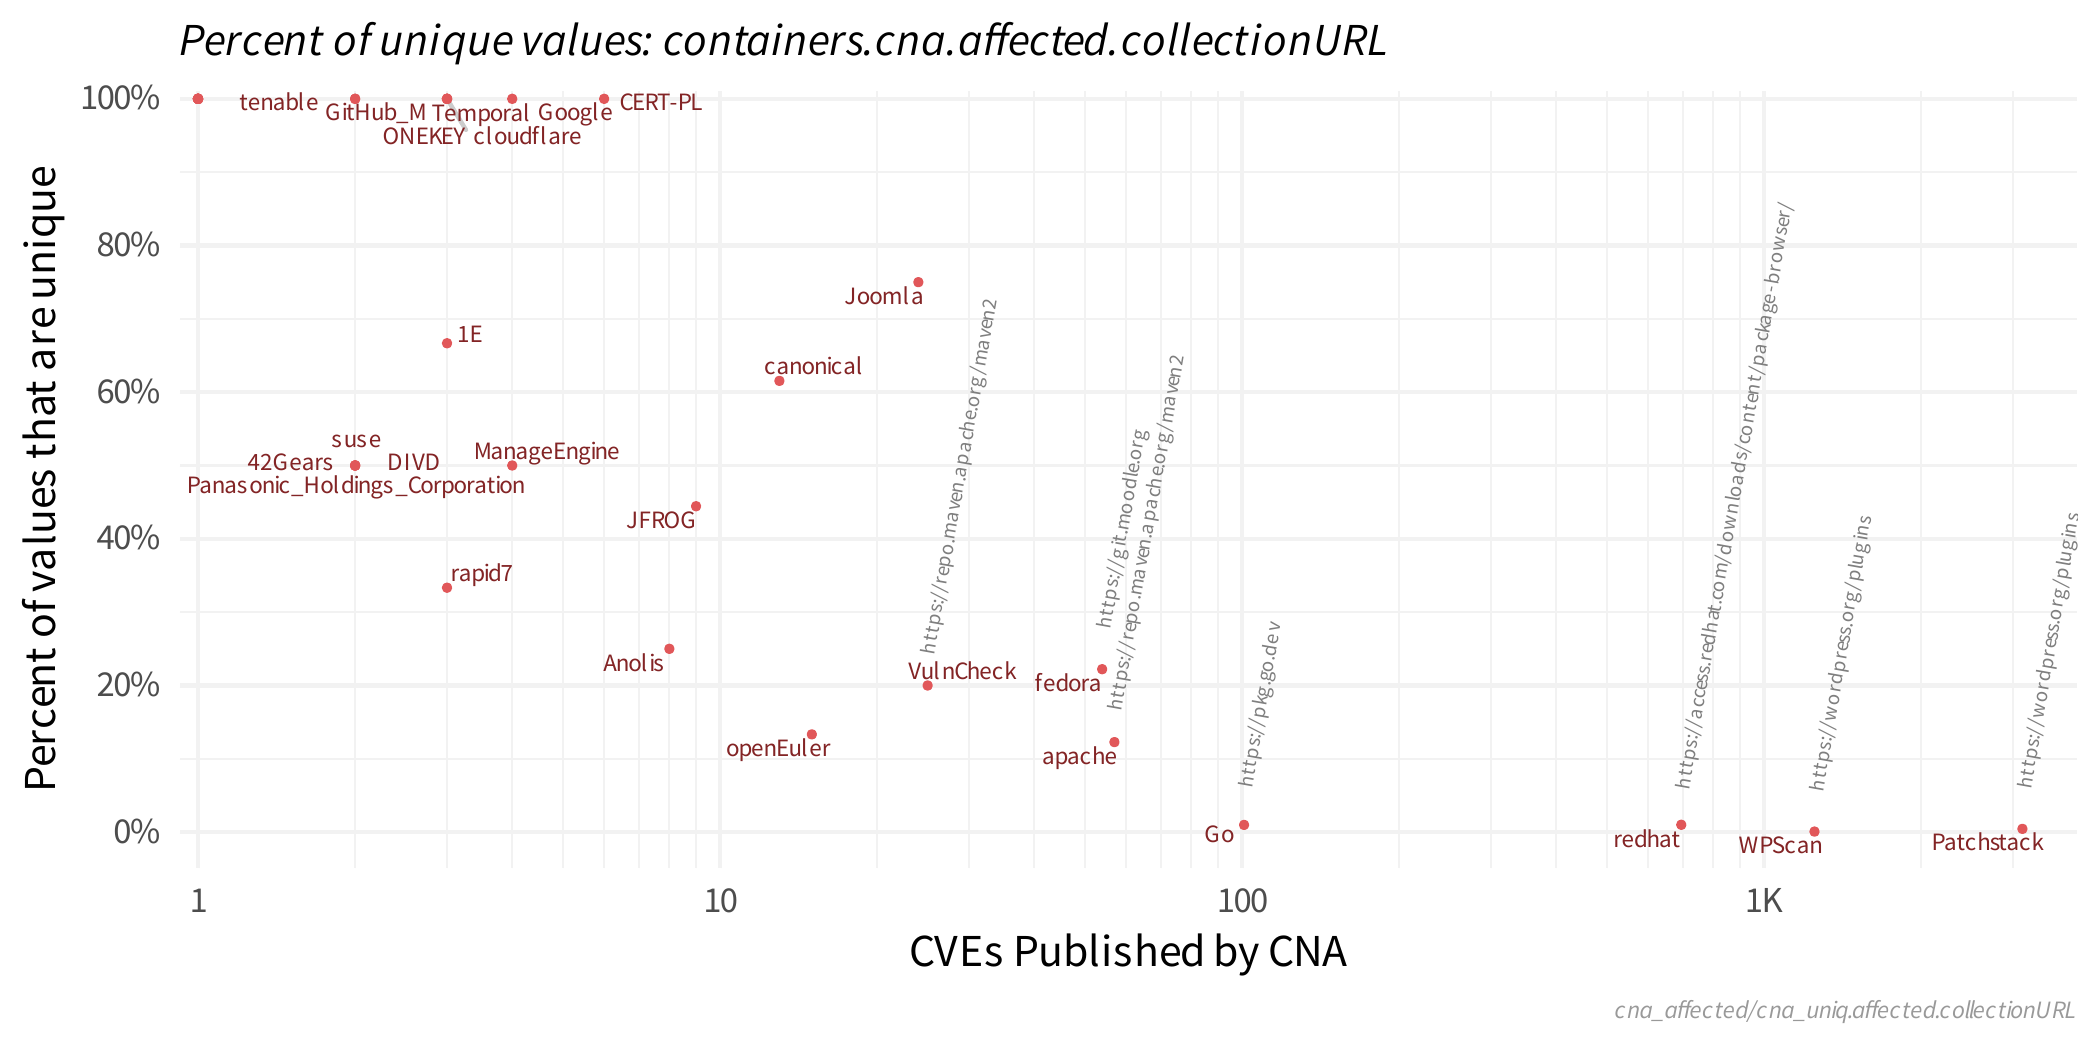 Percent of unique values: containers.cna.affected.collectionURL
Percent of values that are unique
100%
80%
60%
40%
20%
0%
tenable
GitHub_M
Temporal
Google
CERT-PL
ONEKEY
cloudflare
Joomla
1E
canonical
suse
42Gears
DIVD
ManageEngine
Panasonic_Holdings_Corporation
JFROG
rapid7
Anolis
VulnCheck
fedora
openEuler
apache
Go
redhat
WPScan
Patchstack
https://repo.maven.apache.org/maven2
https://git.moodle.org
https://repo.maven.apache.org/maven2
https://pkg.go.dev
https://access.redhat.com/downloads/content/package-browser/
https://wordpress.org/plugins
https://wordpress.org/plugins
1
10
100
1K
CVEs Published by CNA
cna_affected/cna_uniq.affected.collectionURL